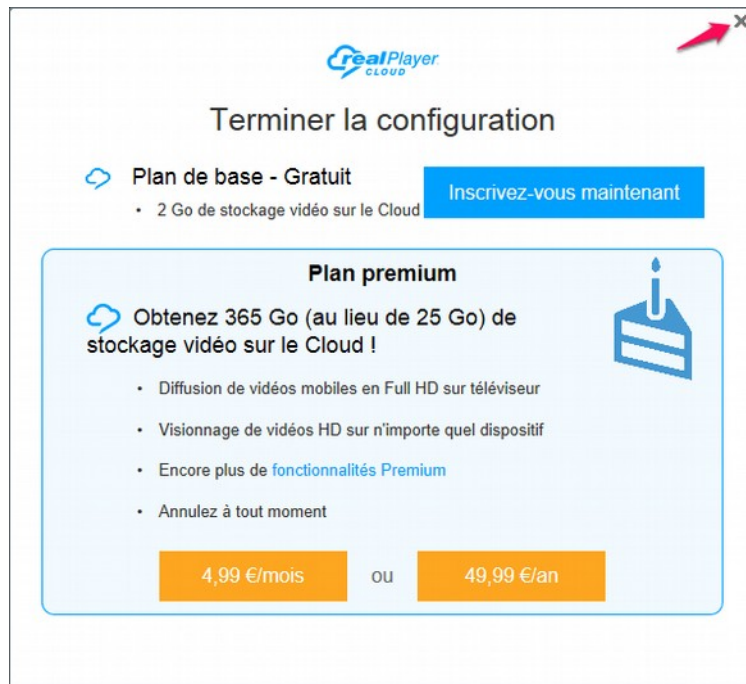 realPlayer
CLOUD
Terminer la configuration
Plan de base - Gratuit
Inscrivez-vous maintenant
• 2 Go de stockage vidéo sur le Cloud
Plan premium
Obtenez 365 Go (au lieu de 25 Go) de
stockage vidéo sur le Cloud !
• Diffusion de vidéos mobiles en Full HD sur téléviseur
• Visionnage de vidéos HD sur n'importe quel dispositif
• Encore plus de fonctionnalités Premium
• Annulez à tout moment
4,99 €/mois ou 49,99 €/an